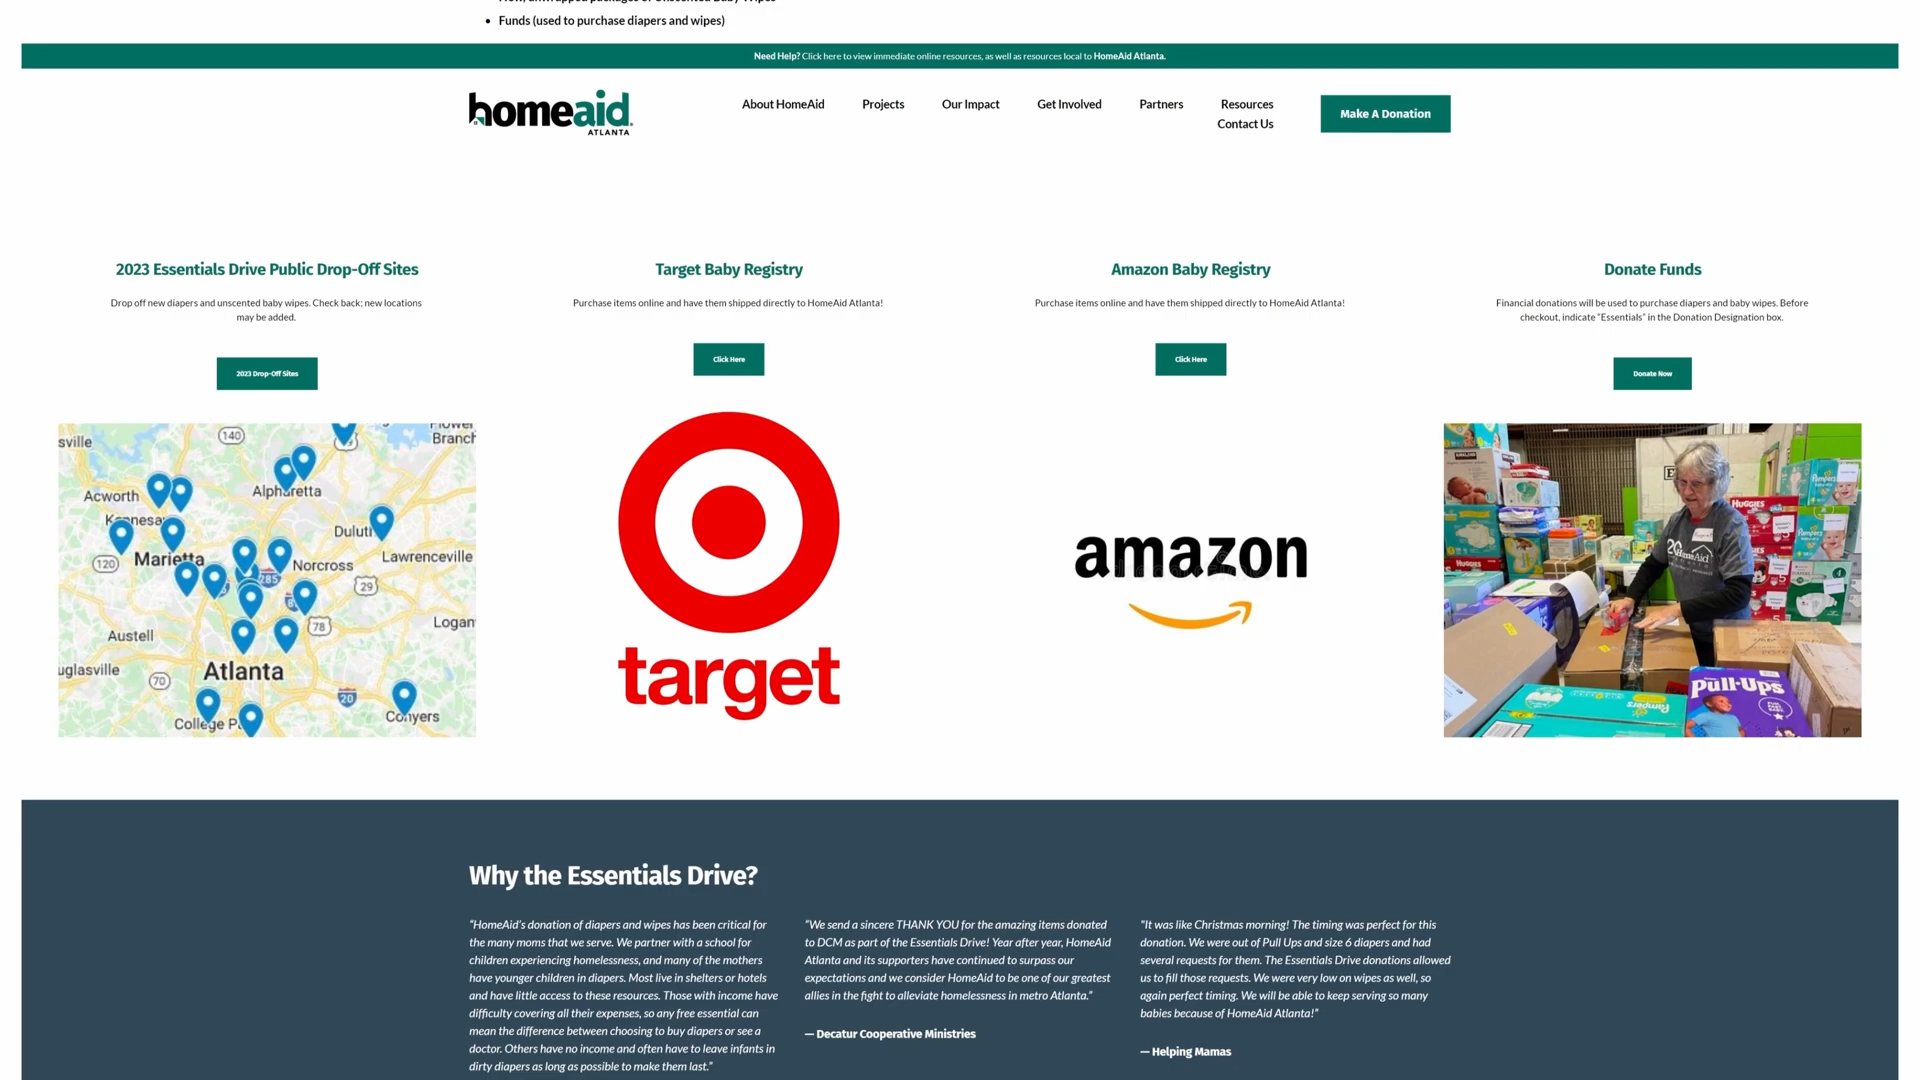 Funds (used to purchase diapers and wipes)
Need Help? Click here to view immediate online resources, as well as resources local to HomeAid Atlanta.
homeaid
ATLANTA
About HomeAid
Projects
Our Impact
Get Involved
Partners
Resources
Contact Us
Make A Donation
2023 Essentials Drive Public Drop-Off Sites
Drop off new diapers and unscented baby wipes. Check back; new locations
may be added.
2023 Drop-Off Sites
Target Baby Registry
Purchase items online and have them shipped directly to HomeAid Atlanta!
Click Here
Amazon Baby Registry
Purchase items online and have them shipped directly to HomeAid Atlanta!
Click Here
Donate Funds
Financial donations will be used to purchase diapers and baby wipes. Before
checkout, indicate “Essentials” in the Donation Designation box.
Donate Now
sville
140
Branch
Acworth
Alpharetta
Marietta
120
Lawrenceville
Norcross
285
29
78
Logan
Austell
uglasville
70
Atlanta
20
College P
Conyers
target
amazon
HUGGIES
Pampers
Pull-Ups
Why the Essentials Drive?
“HomeAid’s donation of diapers and wipes has been critical for
the many moms that we serve. We partner with a school for
children experiencing homelessness, and many of the mothers
have younger children in diapers. Most live in shelters or hotels
and have little access to these resources. Those with income have
difficulty covering all their expenses, so any free essential can
mean the difference between choosing to buy diapers or see a
doctor. Others have no income and often have to leave infants in
dirty diapers as long as possible to make them last.”
“We send a sincere THANK YOU for the amazing items donated
to DCM as part of the Essentials Drive! Year after year, HomeAid
Atlanta and its supporters have continued to surpass our
expectations and we consider HomeAid to be one of our greatest
allies in the fight to alleviate homelessness in metro Atlanta.”
— Decatur Cooperative Ministries
“It was like Christmas morning! The timing was perfect for this
donation. We were out of Pull Ups and size 6 diapers and had
several requests for them. The Essentials Drive donations allowed
us to fill those requests. We were very low on wipes as well, so
again perfect timing. We will be able to keep serving so many
babies because of HomeAid Atlanta!”
— Helping Mamas